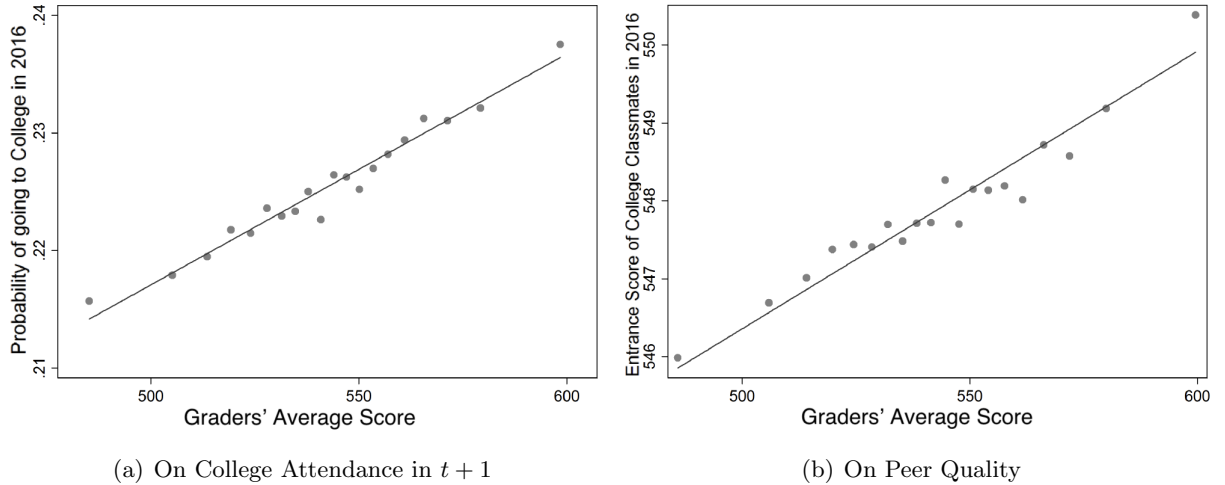 Probability of going to College in 2016
.24
.23
.22
.21
500
550
600
Graders’ Average Score
(a) On College Attendance in t + 1
Entrance Score of College Classmates in 2016
550
549
548
547
546
500
550
600
Graders’ Average Score
(b) On Peer Quality